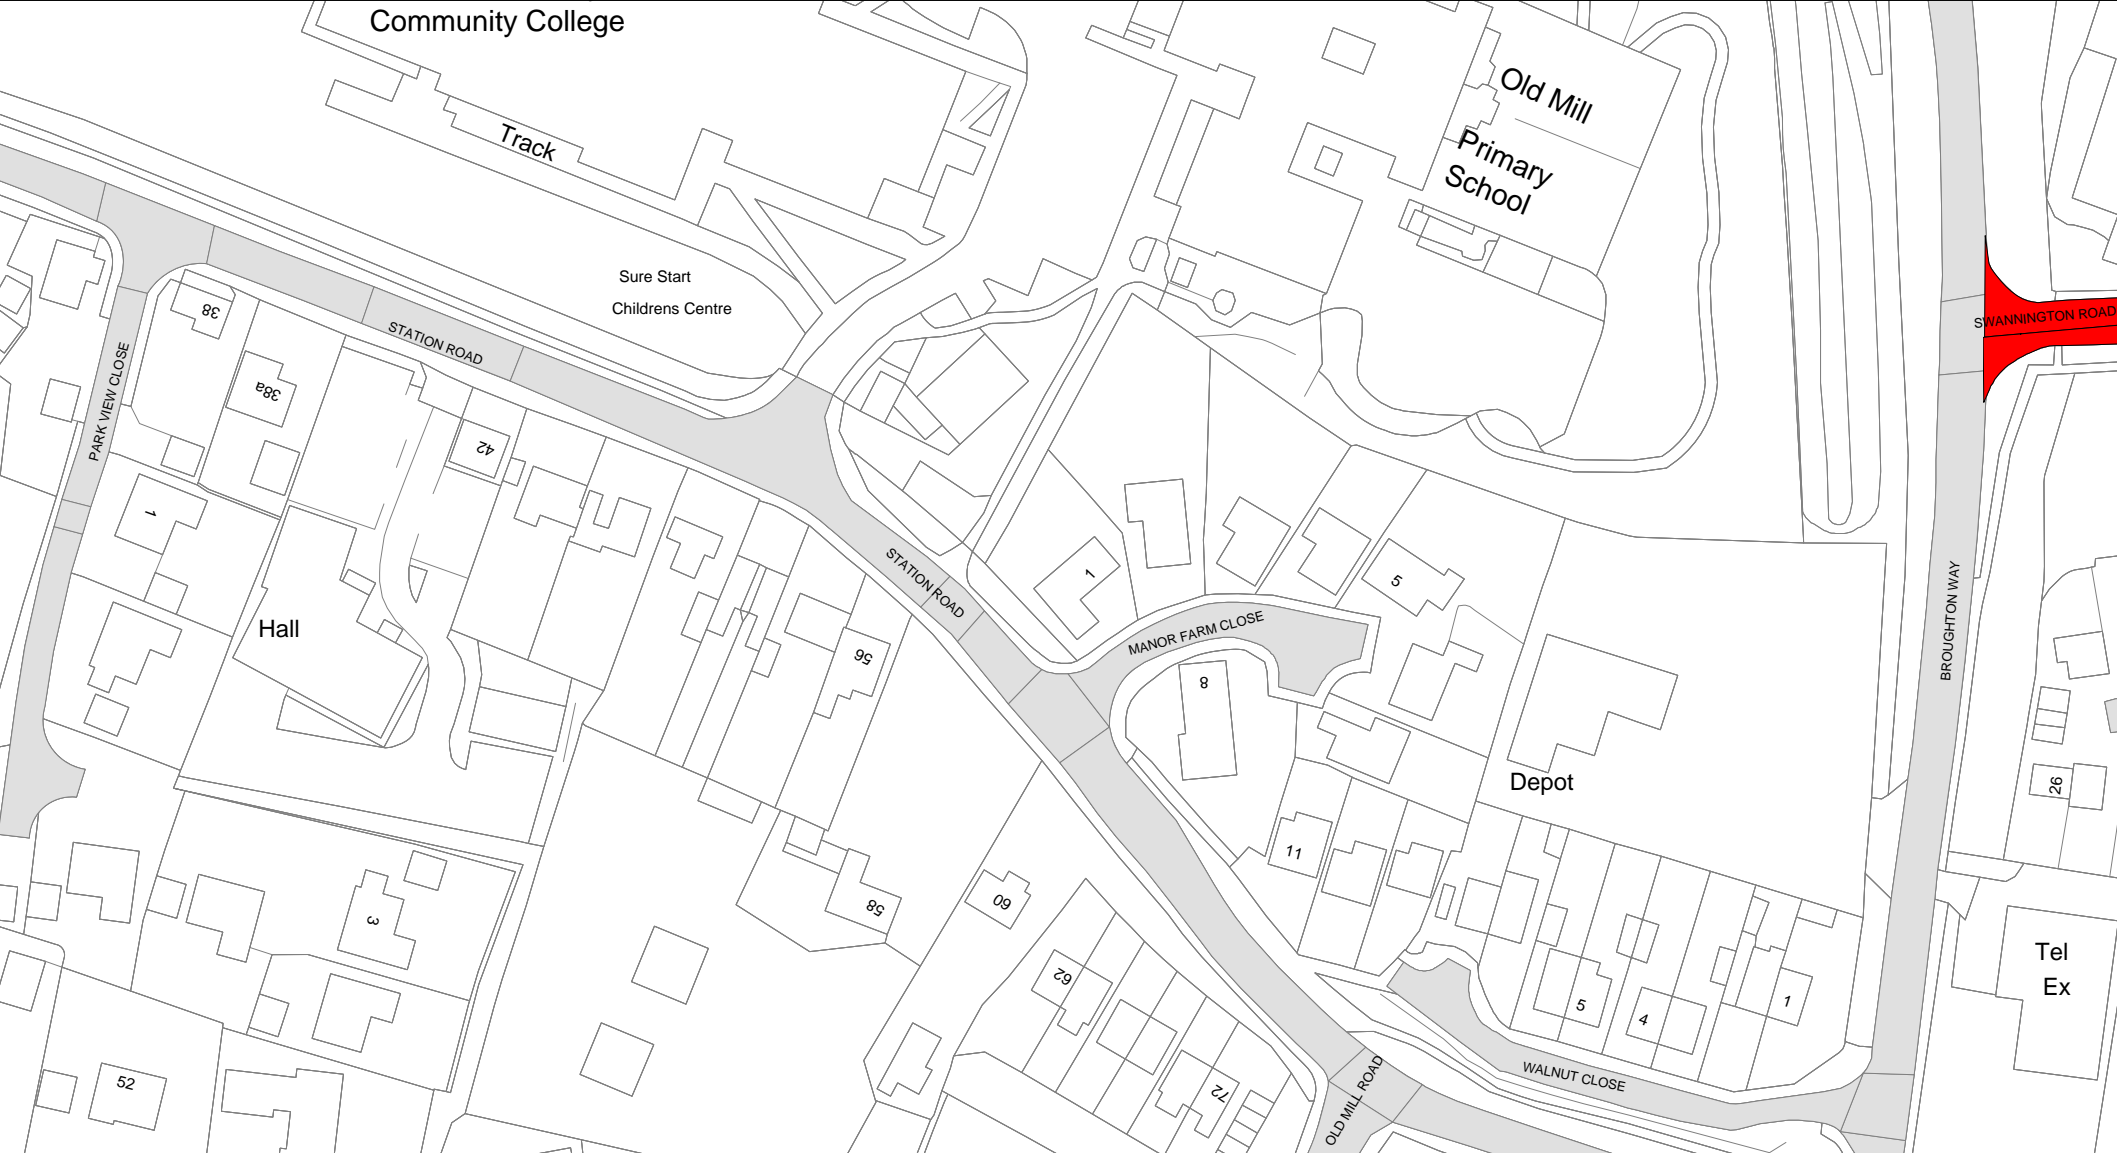 Community College
Track
Old Mill
Primary
School
Sure Start
Childrens Centre
38
STATION ROAD
SWANNINGTON ROAD
PARK VIEW CLOSE
38a
42
1
STATION ROAD
1
5
Hall
56
MANOR FARM CLOSE
BROUGHTON WAY
8
Depot
26
11
3
58
60
62
Tel
Ex
5
4
1
52
72
OLD MILL ROAD
WALNUT CLOSE